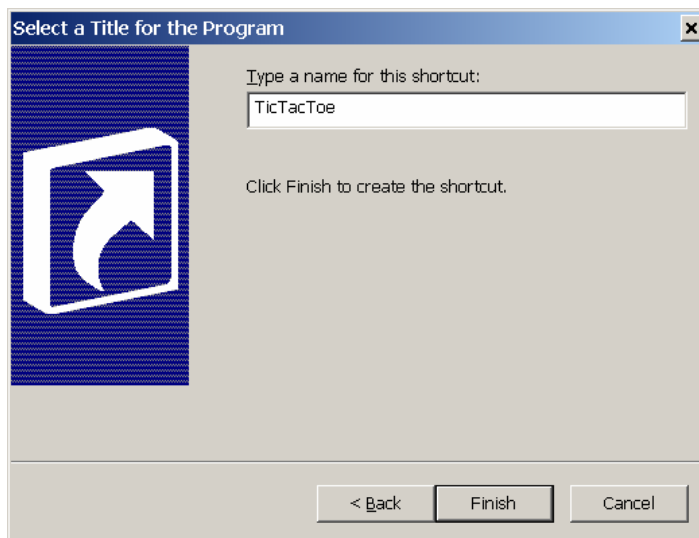 Select a Title for the Program
Type a name for this shortcut:
TicTacToe
Click Finish to create the shortcut.
< Back Finish Cancel